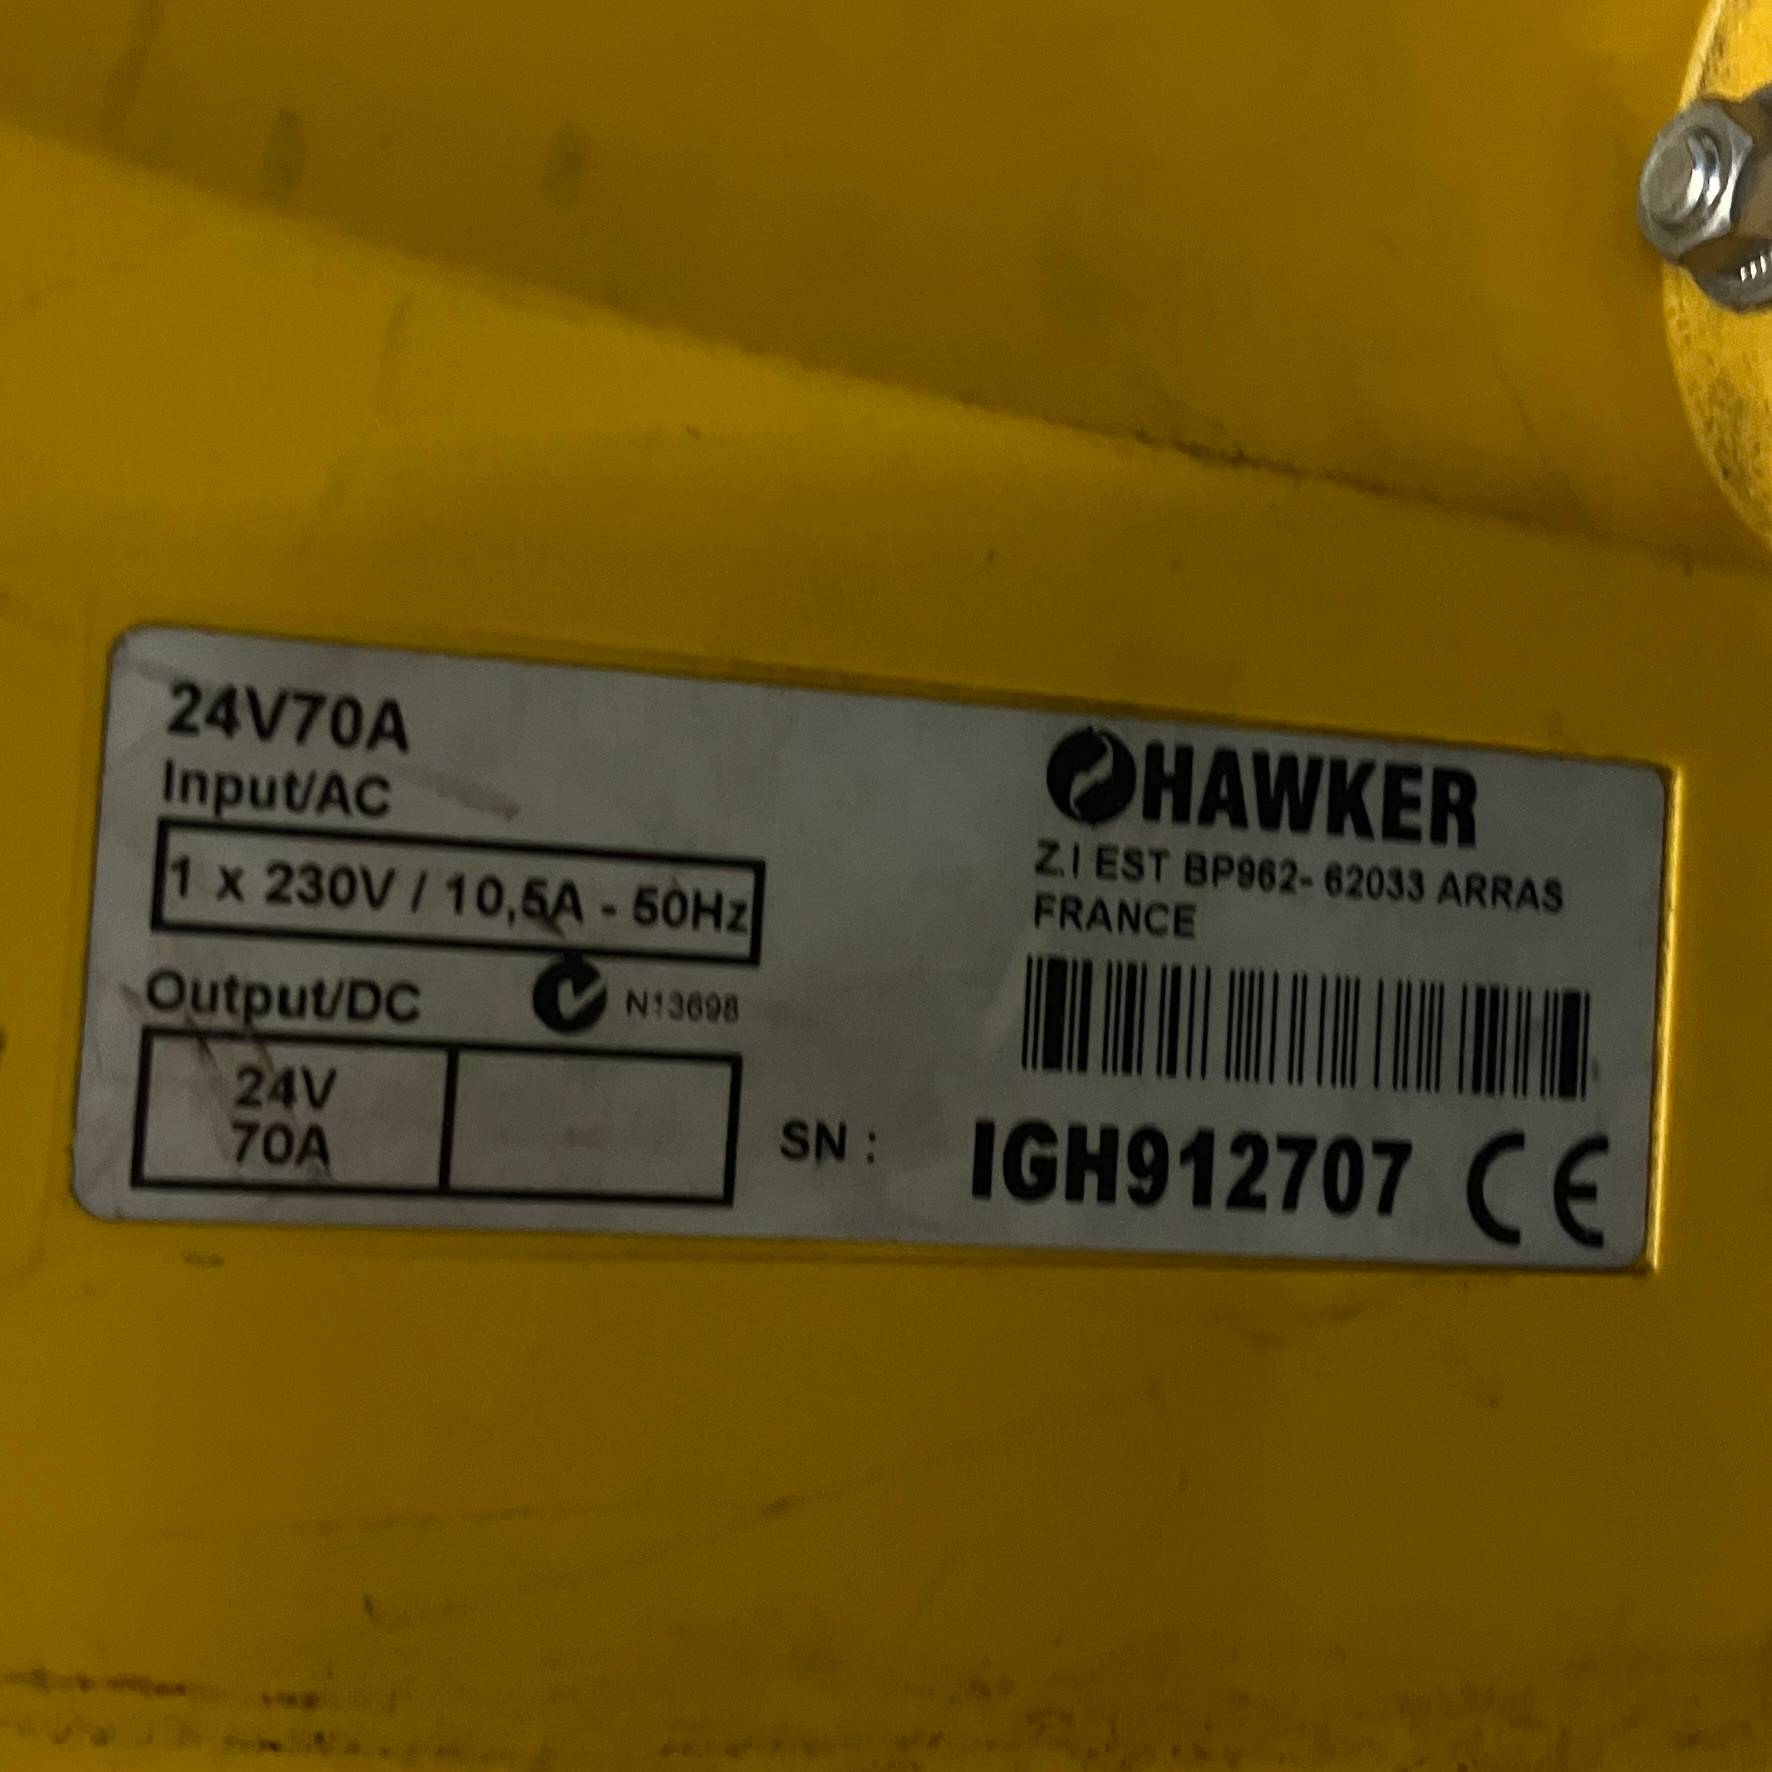 24V70A
Input/AC
1 x 230V / 10,5A - 50Hz
Output/DC
N13698
24V
70A
HAWKER
Z.I EST BP962- 62033 ARRAS
FRANCE
SN :
IGH912707 CE